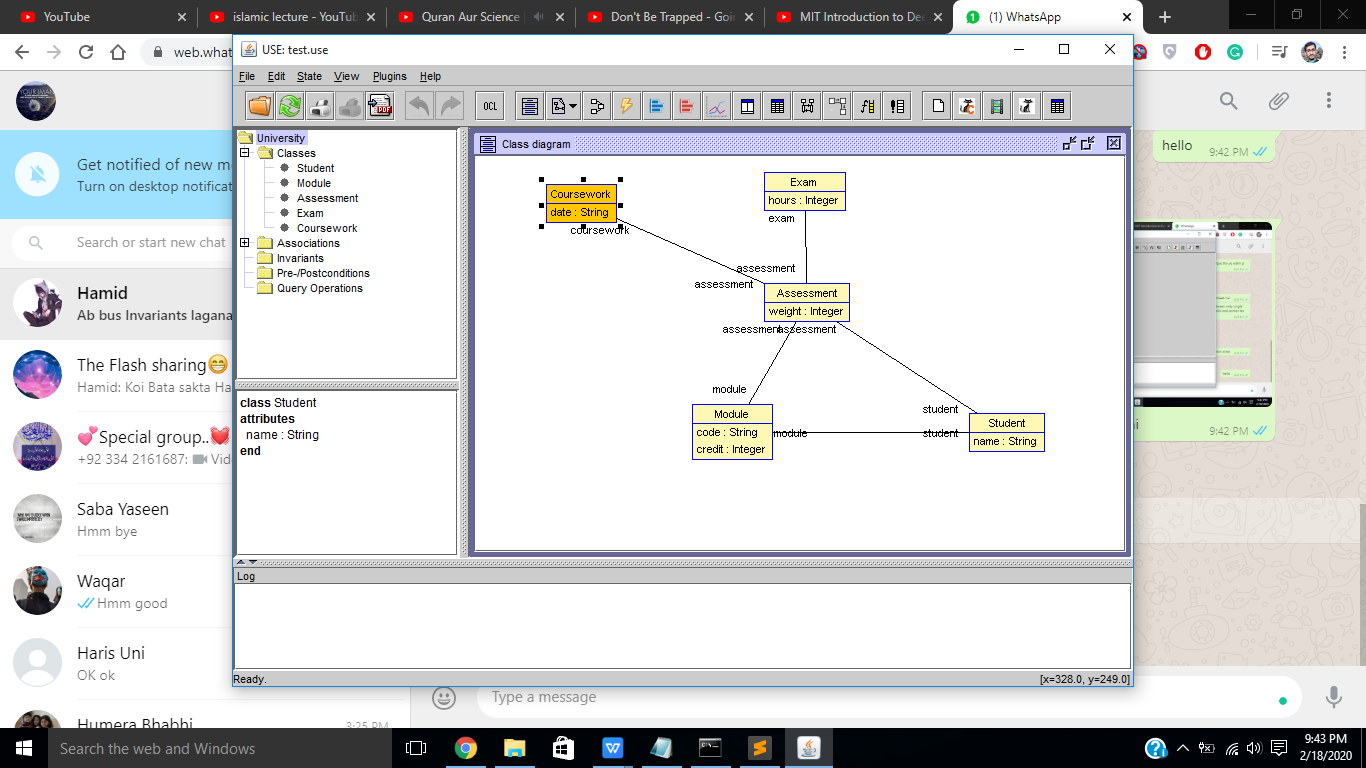 YouTube
islamic lecture - YouTub
Quran Aur Science
Don't Be Trapped - Goi
MIT Introduction to De
(1) WhatsApp
web.what
USE: test.use
File Edit State View Plugins Help
OCL
PDF
University
Classes
Student
Module
Assessment
Exam
Coursework
Associations
Invariants
Pre-/Postconditions
Query Operations
class Student
attributes
name : String
end
Class diagram
Coursework
date : String
coursework
Exam
hours : Integer
exam
assessment
assessment
Assessment
weight : Integer
assessment
assessment
module
Module
code : String
credit : Integer
module
student
student
Student
name : String
Log
Ready.
[x=328.0, y=249.0]
Get notified of new m
Turn on desktop notificat
Search or start new chat
Hamid
Ab bus Invariants lagana
The Flash sharing😁
Hamid: Koi Bata sakta Ha
💕Special group..💓
+92 334 2161687: Vid
Saba Yaseen
Hmm bye
Waqar
Hmm good
Haris Uni
OK ok
Humera Bhabhi
3:25 PM
hello
9:42 PM
9:42 PM
Type a message
Search the web and Windows
9:43 PM
2/18/2020